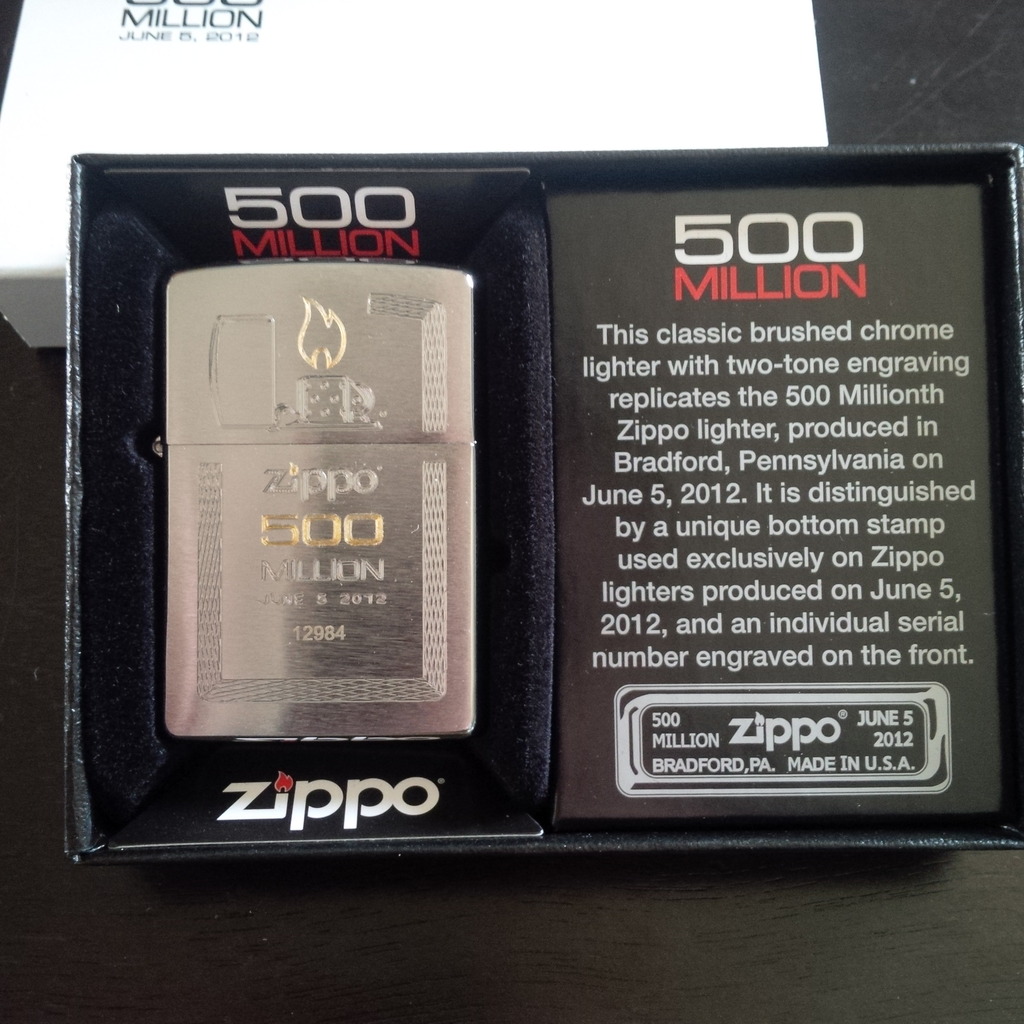 MILLION
JUNE 5, 2012
500
MILLION
zippo
500
MILLION
JUNE 5 2012
12984
zippo®
500
MILLION
This classic brushed chrome
lighter with two-tone engraving
replicates the 500 Millionth
Zippo lighter, produced in
Bradford, Pennsylvania on
June 5, 2012. It is distinguished
by a unique bottom stamp
used exclusively on Zippo
lighters produced on June 5,
2012, and an individual serial
number engraved on the front.
500 MILLION zippo® JUNE 5 2012
BRADFORD,PA. MADE IN U.S.A.